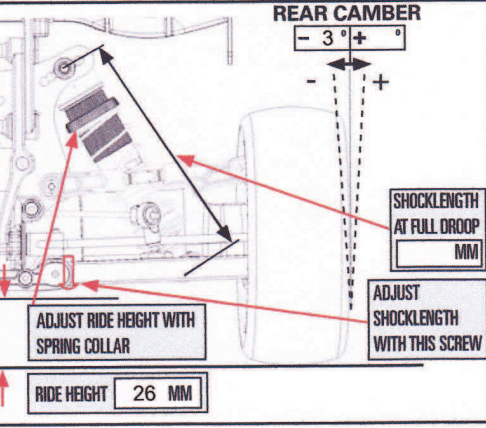 REAR CAMBER
- 3 ° + °
- +
SHOCKLENGTH
AT FULL DROOP
MM
ADJUST
SHOCKLENGTH
WITH THIS SCREW
ADJUST RIDE HEIGHT WITH
SPRING COLLAR
RIDE HEIGHT 26 MM